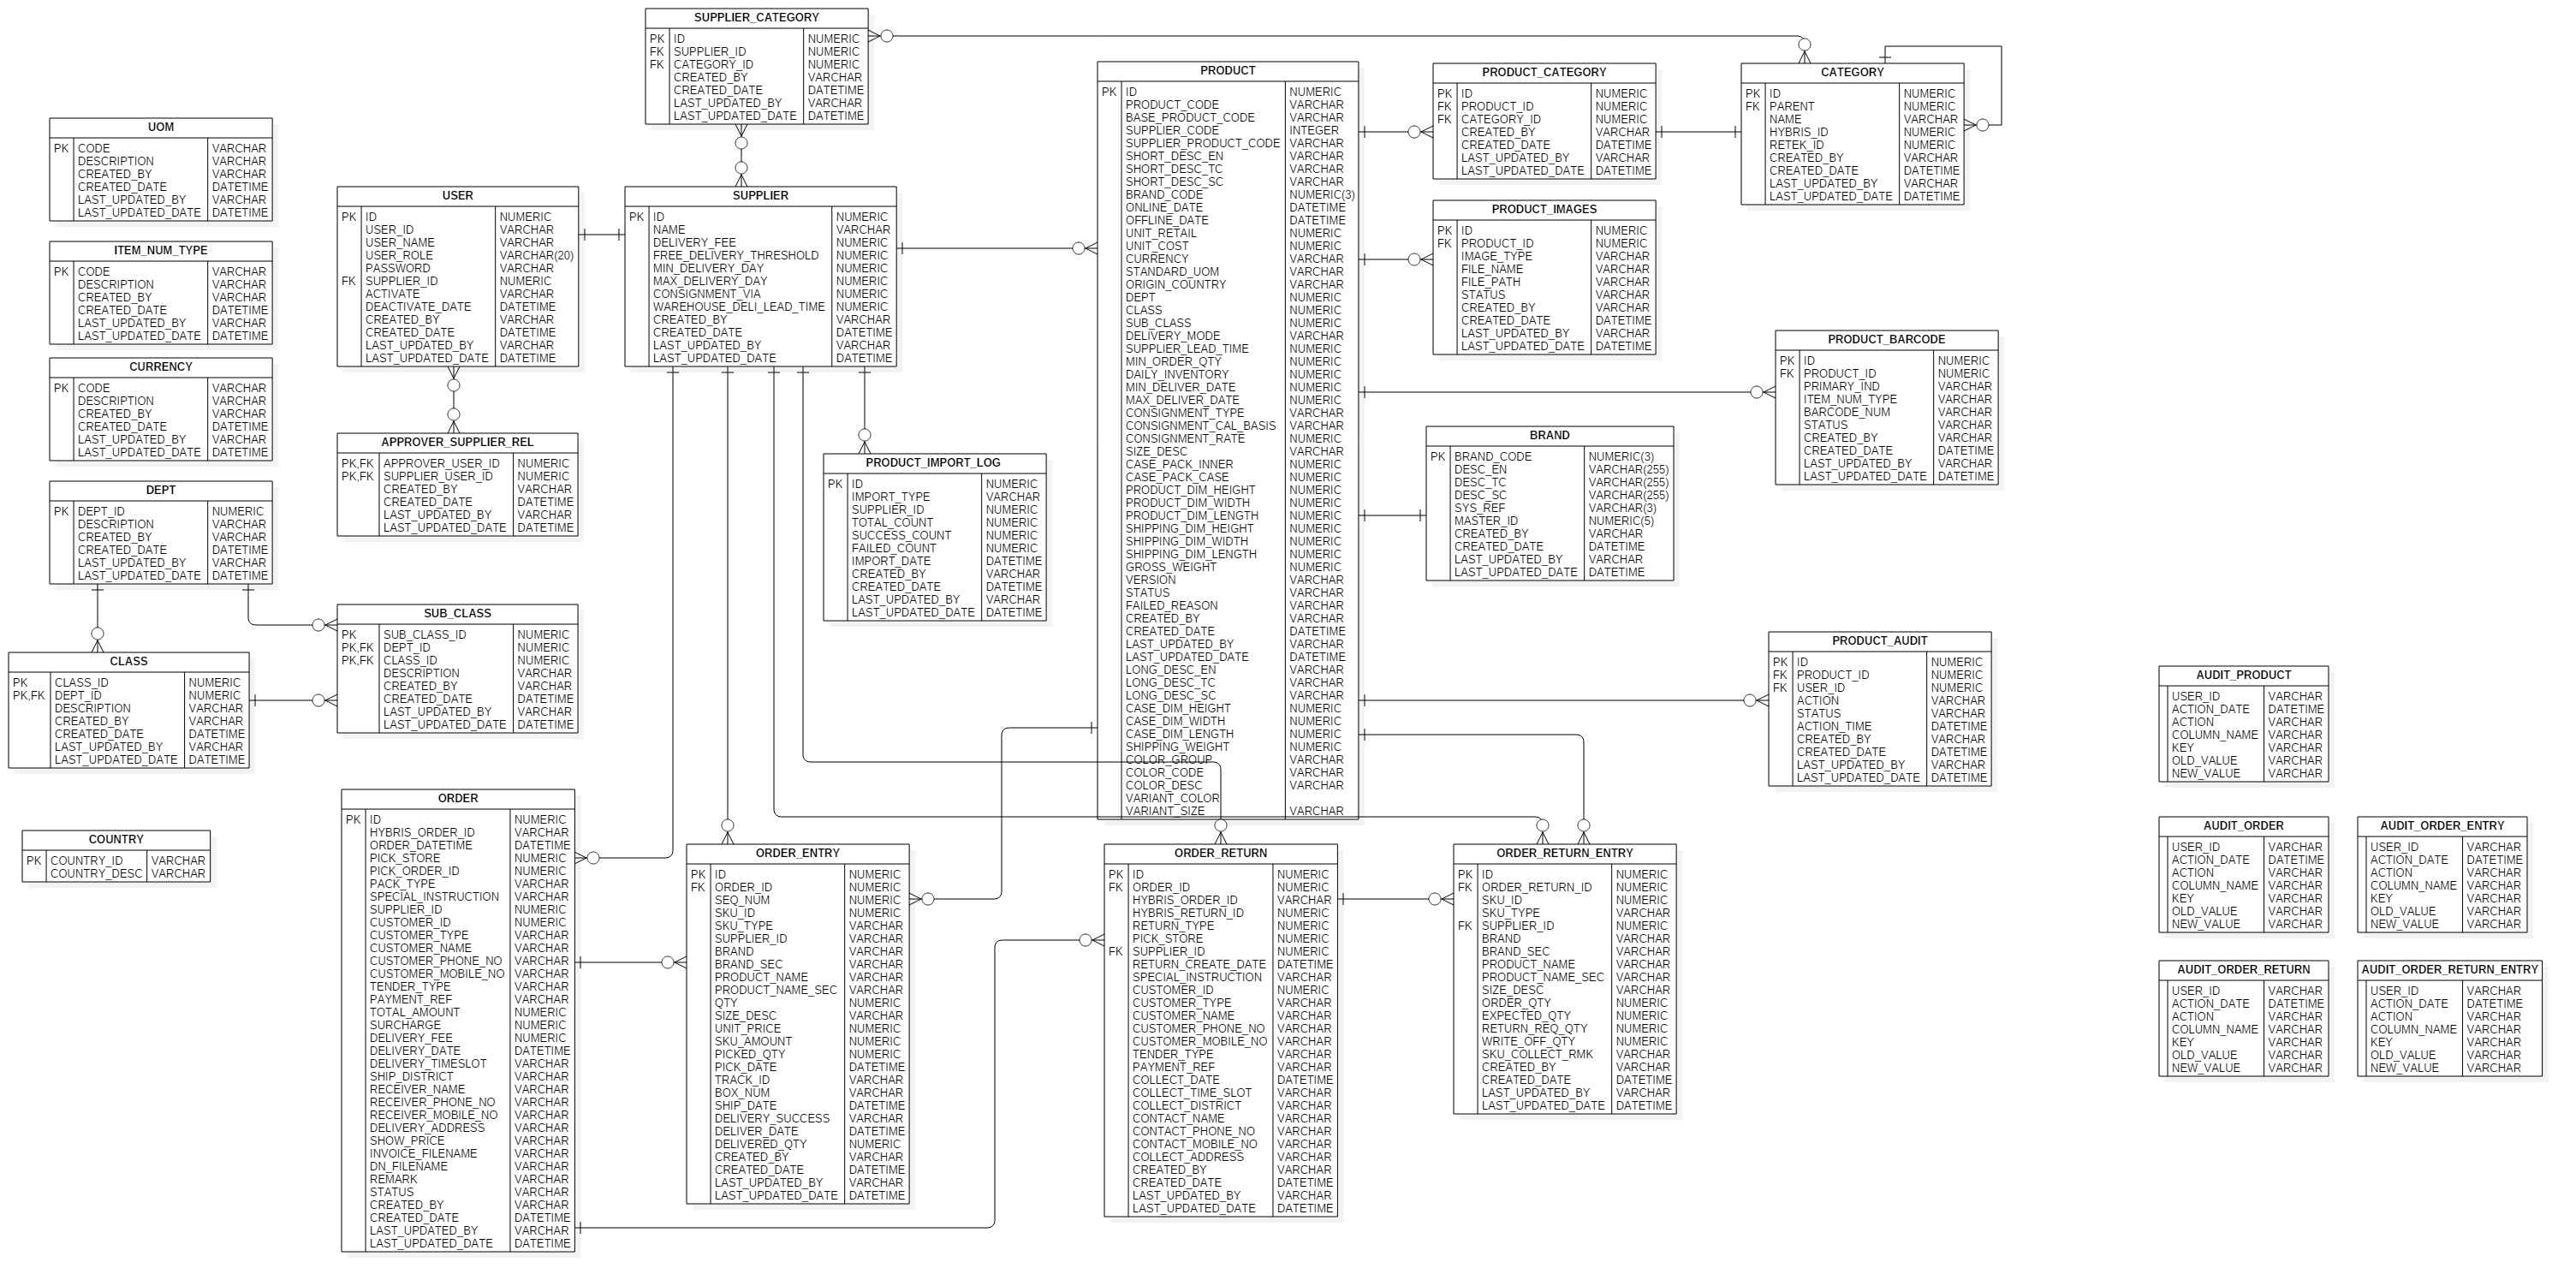 SUPPLIER_CATEGORY
PK ID NUMERIC
FK SUPPLIER_ID NUMERIC
FK CATEGORY_ID NUMERIC
CREATED_BY VARCHAR
CREATED_DATE DATETIME
LAST_UPDATED_BY VARCHAR
LAST_UPDATED_DATE DATETIME
UOM
PK CODE VARCHAR
DESCRIPTION VARCHAR
CREATED_BY VARCHAR
CREATED_DATE DATETIME
LAST_UPDATED_BY VARCHAR
LAST_UPDATED_DATE DATETIME
ITEM_NUM_TYPE
PK CODE VARCHAR
DESCRIPTION VARCHAR
CREATED_BY VARCHAR
CREATED_DATE DATETIME
LAST_UPDATED_BY VARCHAR
LAST_UPDATED_DATE DATETIME
CURRENCY
PK CODE VARCHAR
DESCRIPTION VARCHAR
CREATED_BY VARCHAR
CREATED_DATE DATETIME
LAST_UPDATED_BY VARCHAR
LAST_UPDATED_DATE DATETIME
DEPT
PK DEPT_ID NUMERIC
DESCRIPTION VARCHAR
CREATED_BY VARCHAR
CREATED_DATE DATETIME
LAST_UPDATED_BY VARCHAR
LAST_UPDATED_DATE DATETIME
CLASS
PK CLASS_ID NUMERIC
PK,FK DEPT_ID NUMERIC
DESCRIPTION VARCHAR
CREATED_BY VARCHAR
CREATED_DATE DATETIME
LAST_UPDATED_BY VARCHAR
LAST_UPDATED_DATE DATETIME
COUNTRY
PK COUNTRY_ID VARCHAR
COUNTRY_DESC VARCHAR
USER
PK ID NUMERIC
USER_ID VARCHAR
USER_NAME VARCHAR
USER_ROLE VARCHAR(20)
PASSWORD VARCHAR
FK SUPPLIER_ID NUMERIC
ACTIVATE VARCHAR
DEACTIVATE_DATE DATETIME
CREATED_BY VARCHAR
CREATED_DATE DATETIME
LAST_UPDATED_BY VARCHAR
LAST_UPDATED_DATE DATETIME
APPROVER_SUPPLIER_REL
PK,FK APPROVER_USER_ID NUMERIC
PK,FK SUPPLIER_USER_ID NUMERIC
CREATED_BY VARCHAR
CREATED_DATE DATETIME
LAST_UPDATED_BY VARCHAR
LAST_UPDATED_DATE DATETIME
SUB_CLASS
PK SUB_CLASS_ID NUMERIC
PK,FK DEPT_ID NUMERIC
PK,FK CLASS_ID NUMERIC
DESCRIPTION VARCHAR
CREATED_BY VARCHAR
CREATED_DATE DATETIME
LAST_UPDATED_BY VARCHAR
LAST_UPDATED_DATE DATETIME
SUPPLIER
PK ID NUMERIC
NAME VARCHAR
DELIVERY_FEE NUMERIC
FREE_DELIVERY_THRESHOLD NUMERIC
MIN_DELIVERY_DAY NUMERIC
MAX_DELIVERY_DAY NUMERIC
CONSIGNMENT_VIA NUMERIC
WAREHOUSE_DELI_LEAD_TIME NUMERIC
CREATED_BY VARCHAR
CREATED_DATE DATETIME
LAST_UPDATED_BY VARCHAR
LAST_UPDATED_DATE DATETIME
PRODUCT_IMPORT_LOG
PK ID NUMERIC
IMPORT_TYPE VARCHAR
SUPPLIER_ID NUMERIC
TOTAL_COUNT NUMERIC
SUCCESS_COUNT NUMERIC
FAILED_COUNT NUMERIC
IMPORT_DATE DATETIME
CREATED_BY VARCHAR
CREATED_DATE DATETIME
LAST_UPDATED_BY VARCHAR
LAST_UPDATED_DATE DATETIME
PRODUCT
PK ID NUMERIC
PRODUCT_CODE VARCHAR
BASE_PRODUCT_CODE VARCHAR
SUPPLIER_CODE INTEGER
SUPPLIER_PRODUCT_CODE VARCHAR
SHORT_DESC_EN VARCHAR
SHORT_DESC_TC VARCHAR
SHORT_DESC_SC VARCHAR
BRAND_CODE NUMERIC(3)
ONLINE_DATE DATETIME
OFFLINE_DATE DATETIME
UNIT_RETAIL NUMERIC
UNIT_COST NUMERIC
CURRENCY VARCHAR
STANDARD_UOM VARCHAR
ORIGIN_COUNTRY VARCHAR
DEPT NUMERIC
CLASS NUMERIC
SUB_CLASS NUMERIC
DELIVERY_MODE VARCHAR
SUPPLIER_LEAD_TIME NUMERIC
MIN_ORDER_QTY NUMERIC
DAILY_INVENTORY NUMERIC
MIN_DELIVER_DATE NUMERIC
MAX_DELIVER_DATE NUMERIC
CONSIGNMENT_TYPE VARCHAR
CONSIGNMENT_CAL_BASIS VARCHAR
CONSIGNMENT_RATE NUMERIC
SIZE_DESC VARCHAR
CASE_PACK_INNER NUMERIC
CASE_PACK_CASE NUMERIC
PRODUCT_DIM_HEIGHT NUMERIC
PRODUCT_DIM_WIDTH NUMERIC
PRODUCT_DIM_LENGTH NUMERIC
SHIPPING_DIM_HEIGHT NUMERIC
SHIPPING_DIM_WIDTH NUMERIC
SHIPPING_DIM_LENGTH NUMERIC
GROSS_WEIGHT NUMERIC
VERSION VARCHAR
STATUS VARCHAR
FAILED_REASON VARCHAR
CREATED_BY VARCHAR
CREATED_DATE DATETIME
LAST_UPDATED_BY VARCHAR
LAST_UPDATED_DATE DATETIME
LONG_DESC_EN VARCHAR
LONG_DESC_TC VARCHAR
LONG_DESC_SC VARCHAR
CASE_DIM_HEIGHT NUMERIC
CASE_DIM_WIDTH NUMERIC
CASE_DIM_LENGTH NUMERIC
SHIPPING_WEIGHT NUMERIC
COLOR_GROUP VARCHAR
COLOR_CODE VARCHAR
COLOR_DESC VARCHAR
VARIANT_COLOR
VARIANT_SIZE VARCHAR
PRODUCT_CATEGORY
PK ID NUMERIC
FK PRODUCT_ID NUMERIC
FK CATEGORY_ID NUMERIC
CREATED_BY VARCHAR
CREATED_DATE DATETIME
LAST_UPDATED_BY VARCHAR
LAST_UPDATED_DATE DATETIME
CATEGORY
PK ID NUMERIC
FK PARENT NUMERIC
NAME VARCHAR
HYBRIS_ID NUMERIC
RETEK_ID NUMERIC
CREATED_BY VARCHAR
CREATED_DATE DATETIME
LAST_UPDATED_BY VARCHAR
LAST_UPDATED_DATE DATETIME
PRODUCT_IMAGES
PK ID NUMERIC
FK PRODUCT_ID NUMERIC
IMAGE_TYPE VARCHAR
FILE_NAME VARCHAR
FILE_PATH VARCHAR
STATUS VARCHAR
CREATED_BY VARCHAR
CREATED_DATE DATETIME
LAST_UPDATED_BY VARCHAR
LAST_UPDATED_DATE DATETIME
PRODUCT_BARCODE
PK ID NUMERIC
FK PRODUCT_ID NUMERIC
PRIMARY_IND VARCHAR
ITEM_NUM_TYPE VARCHAR
BARCODE_NUM VARCHAR
STATUS VARCHAR
CREATED_BY VARCHAR
CREATED_DATE DATETIME
LAST_UPDATED_BY VARCHAR
LAST_UPDATED_DATE DATETIME
BRAND
PK BRAND_CODE NUMERIC(3)
DESC_EN VARCHAR(255)
DESC_TC VARCHAR(255)
DESC_SC VARCHAR(255)
SYS_REF VARCHAR(3)
MASTER_ID NUMERIC(5)
CREATED_BY VARCHAR
CREATED_DATE DATETIME
LAST_UPDATED_BY VARCHAR
LAST_UPDATED_DATE DATETIME
PRODUCT_AUDIT
PK ID NUMERIC
FK PRODUCT_ID NUMERIC
FK USER_ID NUMERIC
ACTION VARCHAR
STATUS VARCHAR
ACTION_TIME DATETIME
CREATED_BY VARCHAR
CREATED_DATE DATETIME
LAST_UPDATED_BY VARCHAR
LAST_UPDATED_DATE DATETIME
ORDER
PK ID NUMERIC
HYBRIS_ORDER_ID VARCHAR
ORDER_DATETIME DATETIME
PICK_STORE NUMERIC
PICK_ORDER_ID NUMERIC
PACK_TYPE VARCHAR
SPECIAL_INSTRUCTION VARCHAR
SUPPLIER_ID NUMERIC
CUSTOMER_ID NUMERIC
CUSTOMER_TYPE VARCHAR
CUSTOMER_NAME VARCHAR
CUSTOMER_PHONE_NO VARCHAR
CUSTOMER_MOBILE_NO VARCHAR
TENDER_TYPE VARCHAR
PAYMENT_REF VARCHAR
TOTAL_AMOUNT NUMERIC
SURCHARGE NUMERIC
DELIVERY_FEE NUMERIC
DELIVERY_DATE DATETIME
DELIVERY_TIMESLOT VARCHAR
SHIP_DISTRICT VARCHAR
RECEIVER_NAME VARCHAR
RECEIVER_PHONE_NO VARCHAR
RECEIVER_MOBILE_NO VARCHAR
DELIVERY_ADDRESS VARCHAR
SHOW_PRICE VARCHAR
INVOICE_FILENAME VARCHAR
DN_FILENAME VARCHAR
REMARK VARCHAR
STATUS VARCHAR
CREATED_BY VARCHAR
CREATED_DATE DATETIME
LAST_UPDATED_BY VARCHAR
LAST_UPDATED_DATE DATETIME
ORDER_ENTRY
PK ID NUMERIC
FK ORDER_ID NUMERIC
SEQ_NUM NUMERIC
SKU_ID NUMERIC
SKU_TYPE VARCHAR
SUPPLIER_ID VARCHAR
BRAND VARCHAR
BRAND_SEC VARCHAR
PRODUCT_NAME VARCHAR
PRODUCT_NAME_SEC VARCHAR
QTY NUMERIC
SIZE_DESC VARCHAR
UNIT_PRICE NUMERIC
SKU_AMOUNT NUMERIC
PICKED_QTY NUMERIC
PICK_DATE DATETIME
TRACK_ID VARCHAR
BOX_NUM VARCHAR
SHIP_DATE DATETIME
DELIVERY_SUCCESS VARCHAR
DELIVER_DATE DATETIME
DELIVERED_QTY NUMERIC
CREATED_BY VARCHAR
CREATED_DATE DATETIME
LAST_UPDATED_BY VARCHAR
LAST_UPDATED_DATE DATETIME
ORDER_RETURN
PK ID NUMERIC
FK ORDER_ID NUMERIC
HYBRIS_ORDER_ID VARCHAR
HYBRIS_RETURN_ID NUMERIC
RETURN_TYPE NUMERIC
PICK_STORE NUMERIC
FK SUPPLIER_ID NUMERIC
RETURN_CREATE_DATE DATETIME
SPECIAL_INSTRUCTION VARCHAR
CUSTOMER_ID NUMERIC
CUSTOMER_TYPE VARCHAR
CUSTOMER_NAME VARCHAR
CUSTOMER_PHONE_NO VARCHAR
CUSTOMER_MOBILE_NO VARCHAR
TENDER_TYPE VARCHAR
PAYMENT_REF VARCHAR
COLLECT_DATE DATETIME
COLLECT_TIME_SLOT VARCHAR
COLLECT_DISTRICT VARCHAR
CONTACT_NAME VARCHAR
CONTACT_PHONE_NO VARCHAR
CONTACT_MOBILE_NO VARCHAR
COLLECT_ADDRESS VARCHAR
CREATED_BY VARCHAR
CREATED_DATE DATETIME
LAST_UPDATED_BY VARCHAR
LAST_UPDATED_DATE DATETIME
ORDER_RETURN_ENTRY
PK ID NUMERIC
FK ORDER_RETURN_ID NUMERIC
SKU_ID NUMERIC
SKU_TYPE VARCHAR
FK SUPPLIER_ID NUMERIC
BRAND VARCHAR
BRAND_SEC VARCHAR
PRODUCT_NAME VARCHAR
PRODUCT_NAME_SEC VARCHAR
SIZE_DESC VARCHAR
ORDER_QTY NUMERIC
EXPECTED_QTY NUMERIC
RETURN_REQ_QTY NUMERIC
WRITE_OFF_QTY NUMERIC
SKU_COLLECT_RMK VARCHAR
CREATED_BY VARCHAR
CREATED_DATE DATETIME
LAST_UPDATED_BY VARCHAR
LAST_UPDATED_DATE DATETIME
AUDIT_PRODUCT
USER_ID VARCHAR
ACTION_DATE DATETIME
ACTION VARCHAR
COLUMN_NAME VARCHAR
KEY VARCHAR
OLD_VALUE VARCHAR
NEW_VALUE VARCHAR
AUDIT_ORDER
USER_ID VARCHAR
ACTION_DATE DATETIME
ACTION VARCHAR
COLUMN_NAME VARCHAR
KEY VARCHAR
OLD_VALUE VARCHAR
NEW_VALUE VARCHAR
AUDIT_ORDER_ENTRY
USER_ID VARCHAR
ACTION_DATE DATETIME
ACTION VARCHAR
COLUMN_NAME VARCHAR
KEY VARCHAR
OLD_VALUE VARCHAR
NEW_VALUE VARCHAR
AUDIT_ORDER_RETURN
USER_ID VARCHAR
ACTION_DATE DATETIME
ACTION VARCHAR
COLUMN_NAME VARCHAR
KEY VARCHAR
OLD_VALUE VARCHAR
NEW_VALUE VARCHAR
AUDIT_ORDER_RETURN_ENTRY
USER_ID VARCHAR
ACTION_DATE DATETIME
ACTION VARCHAR
COLUMN_NAME VARCHAR
KEY VARCHAR
OLD_VALUE VARCHAR
NEW_VALUE VARCHAR